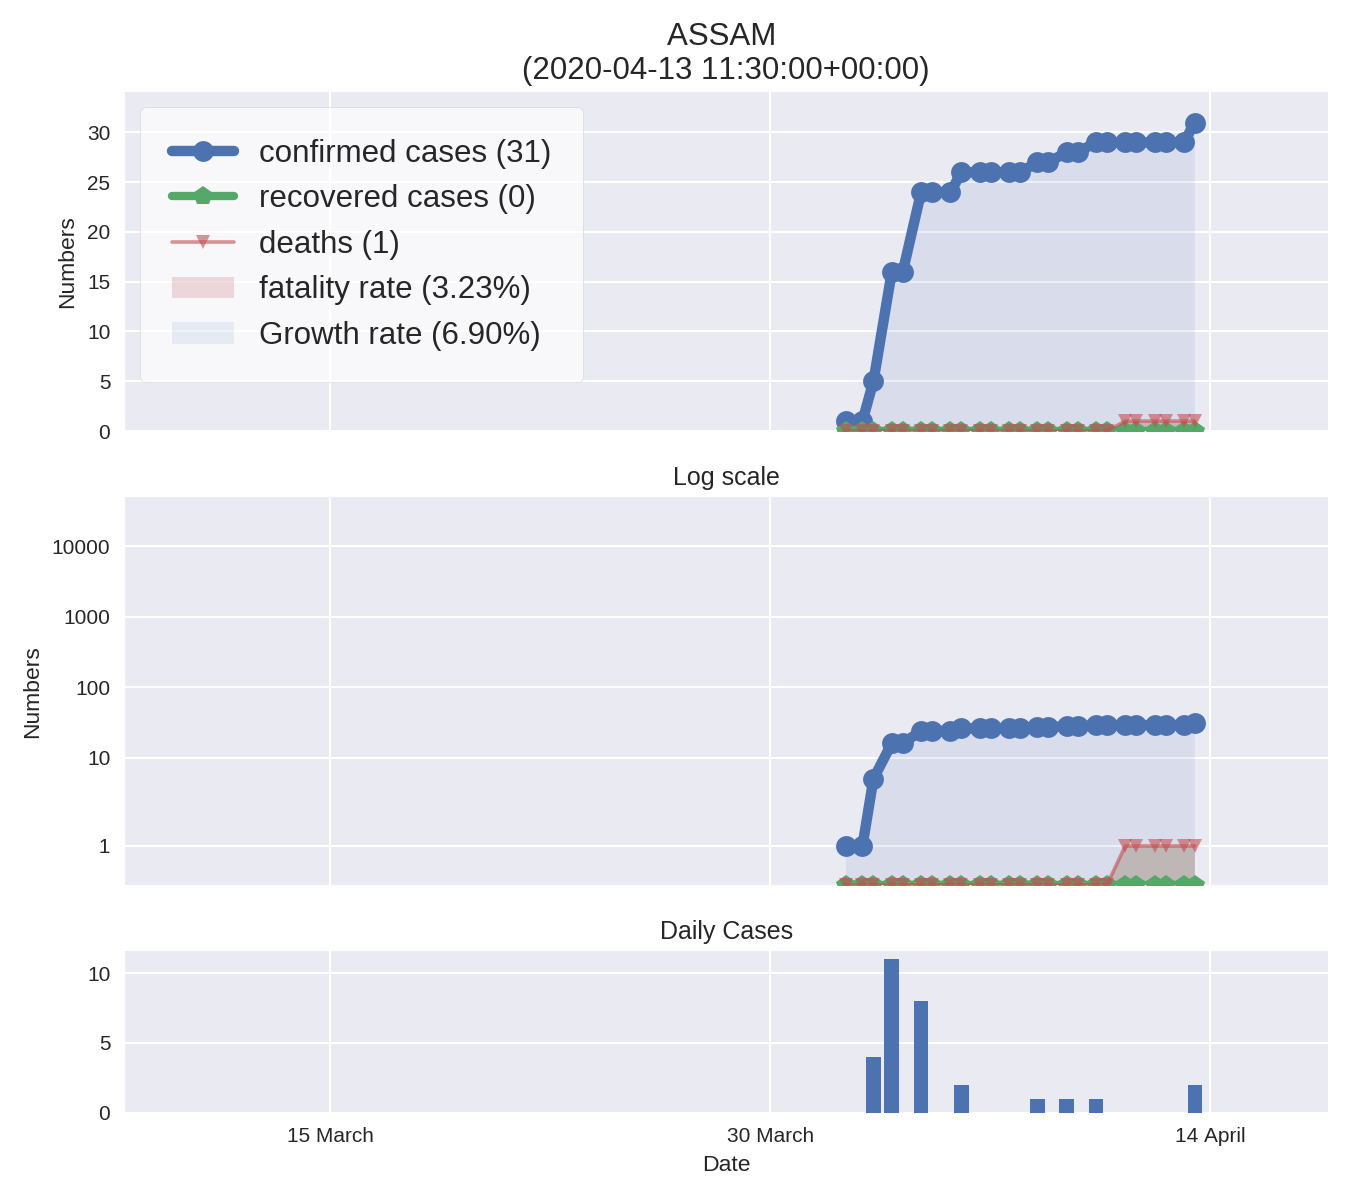 ASSAM
(2020-04-13 11:30:00+00:00)
Numbers
30
25
20
15
10
5
0
confirmed cases (31)
recovered cases (0)
deaths (1)
fatality rate (3.23%)
Growth rate (6.90%)
Log scale
Numbers
10000
1000
100
10
1
Daily Cases
10
5
0
15 March
30 March
14 April
Date